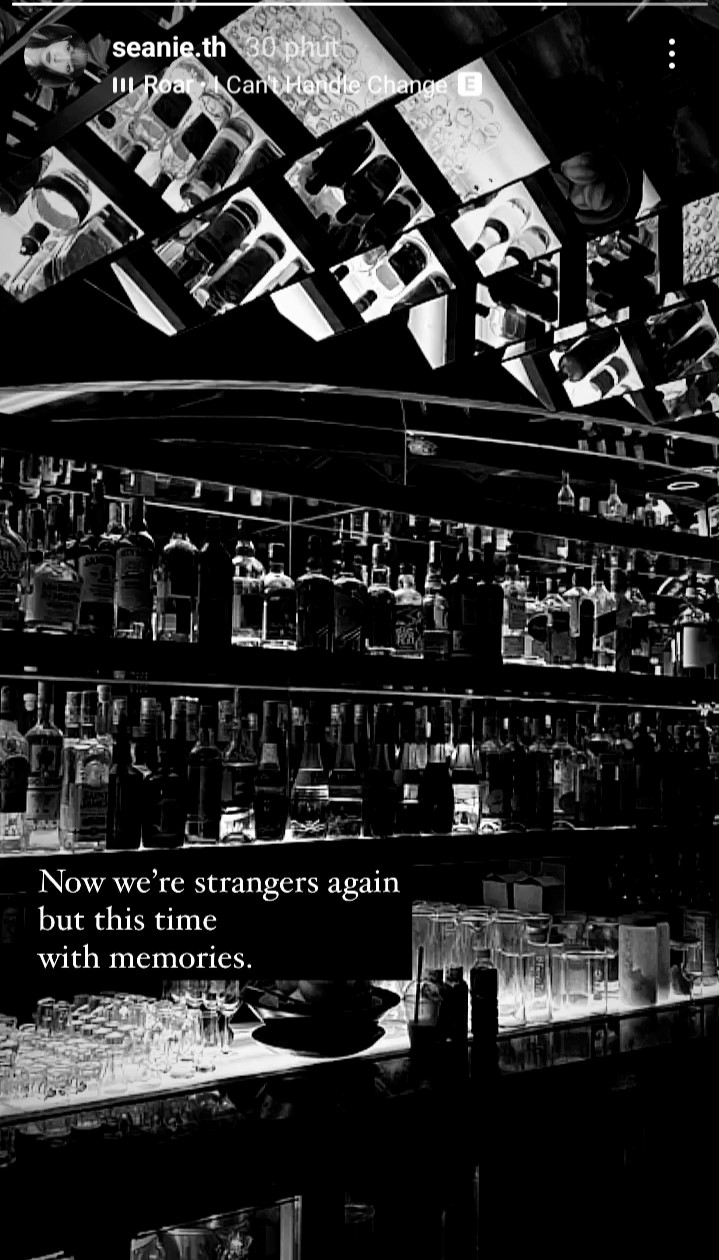 seanie.th 30 phút
Roar • I Can't Handle Change E
Now we're strangers again
but this time
with memories.